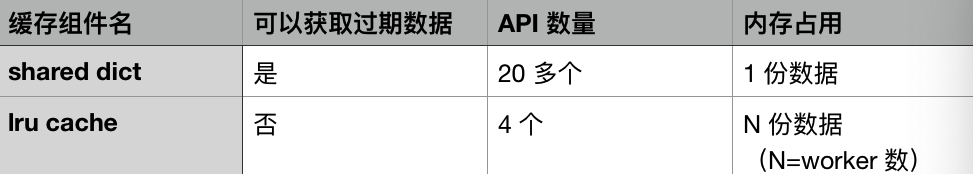 缓存组件名 可以获取过期数据 API 数量 内存占用
shared dict 是 20 多个 1 份数据
lru cache 否 4 个 N 份数据
（N=worker 数）